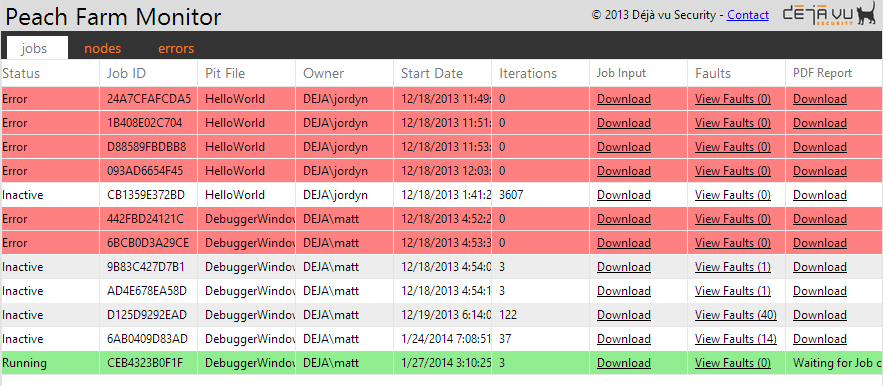 Peach Farm Monitor © 2013 Déjà vu Security - Contact DEJA VU SECURITY
jobs nodes errors
Status Job ID Pit File Owner Start Date Iterations Job Input Faults PDF Report
Error 24A7CFAFCDA5 HelloWorld DEJA\jordyn 12/18/2013 11:49: 0 Download View Faults (0) Download
Error 1B408E02C704 HelloWorld DEJA\jordyn 12/18/2013 11:51: 0 Download View Faults (0) Download
Error D88589FBDBB8 HelloWorld DEJA\jordyn 12/18/2013 11:53: 0 Download View Faults (0) Download
Error 093AD6654F45 HelloWorld DEJA\jordyn 12/18/2013 12:03: 0 Download View Faults (0) Download
Inactive CB1359E372BD HelloWorld DEJA\jordyn 12/18/2013 1:41:2 3607 Download View Faults (0) Download
Error 442FBD24121C DebuggerWindow DEJA\matt 12/18/2013 4:52:2 0 Download View Faults (0) Download
Error 6BCB0D3A29CE DebuggerWindow DEJA\matt 12/18/2013 4:53:3 0 Download View Faults (0) Download
Inactive 9B83C427D7B1 DebuggerWindow DEJA\matt 12/18/2013 4:54:0 3 Download View Faults (1) Download
Inactive AD4E678EA58D DebuggerWindow DEJA\matt 12/18/2013 4:54:1 3 Download View Faults (1) Download
Inactive D125D9292EAD DebuggerWindow DEJA\matt 12/19/2013 6:14:0 122 Download View Faults (40) Download
Inactive 6AB0409D83AD DebuggerWindow DEJA\matt 1/24/2014 7:08:51 37 Download View Faults (14) Download
Running CEB4323B0F1F DebuggerWindow DEJA\matt 1/27/2014 3:10:25 3 Download View Faults (0) Waiting for Job c